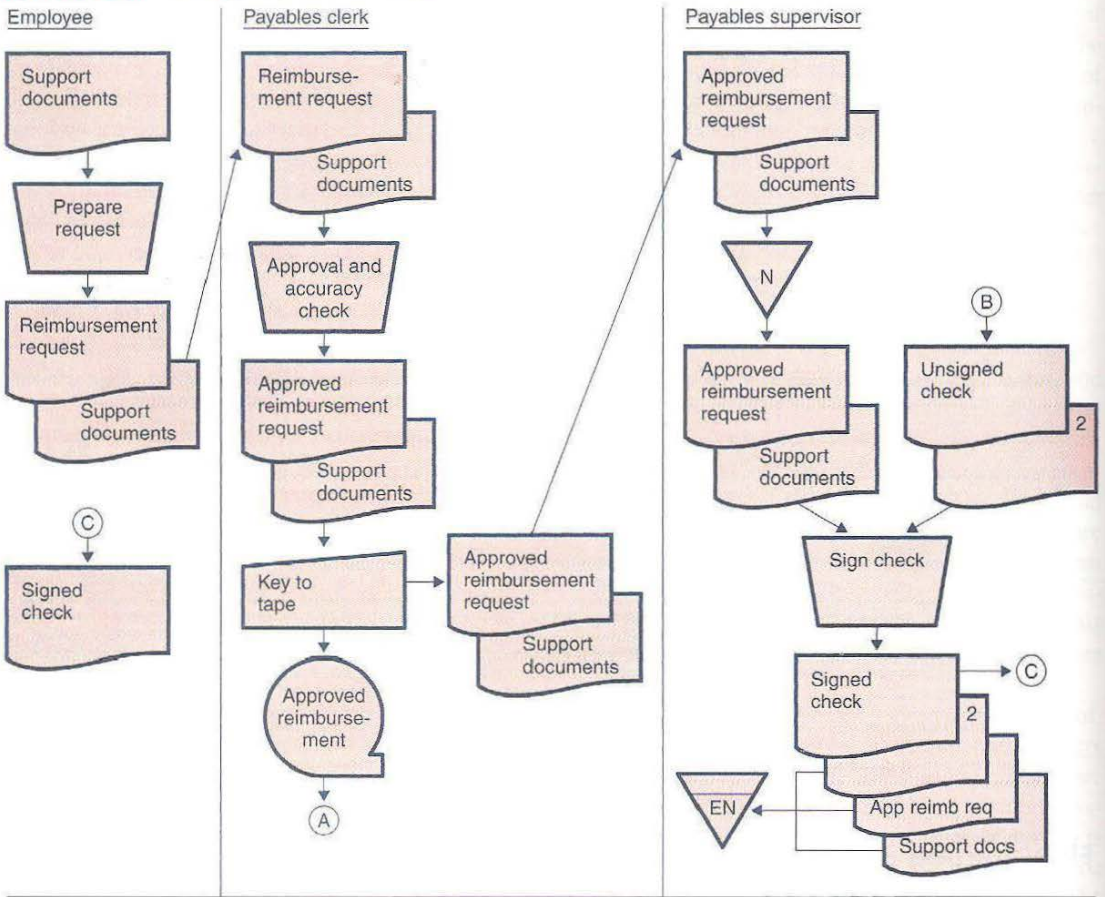 Employee
Support
documents
Prepare
request
Reimbursement
request
Support
documents
C
Signed
check
Payables clerk
Reimburse-
ment request
Support
documents
Approval and
accuracy
check
Approved
reimbursement
request
Support
documents
Key to
tape
Approved
reimbursement
request
Support
documents
Approved
reimburse-
ment
A
Payables supervisor
Approved
reimbursement
request
Support
documents
N
Approved
reimbursement
request
Support
documents
B
Unsigned
check
2
Sign check
Signed
check
C
2
App reimb req
Support docs
EN